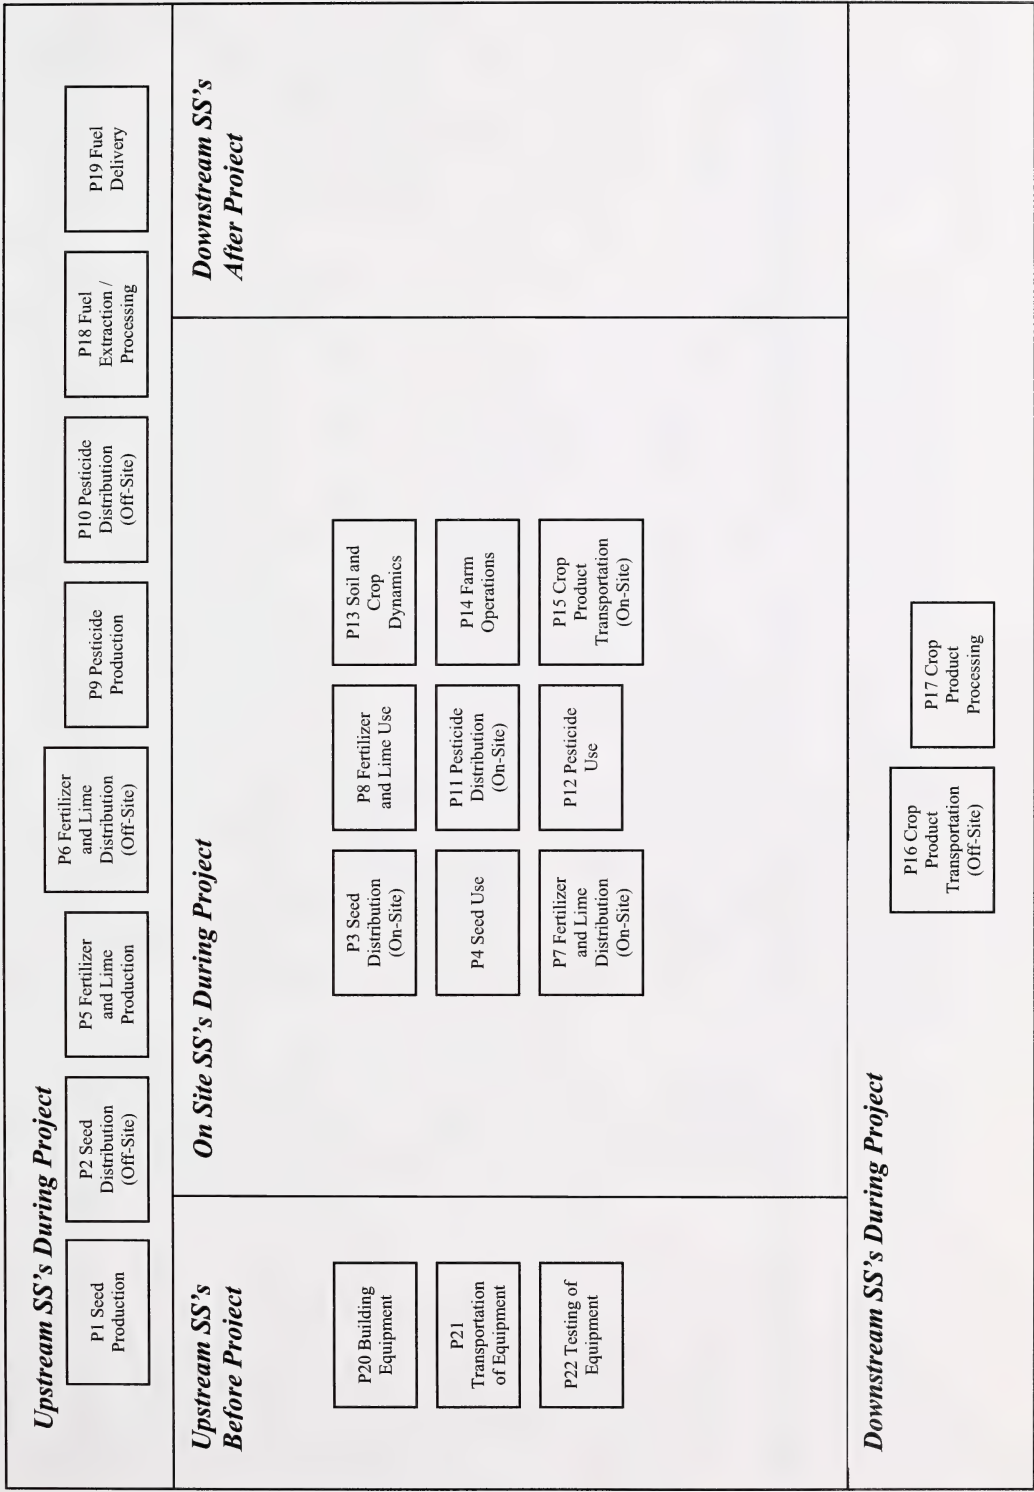 Upstream SS's During Project
P1 Seed
Production
P2 Seed
Distribution
(Off-Site)
P5 Fertilizer
and Lime
Production
P6 Fertilizer
and Lime
Distribution
(Off-Site)
P9 Pesticide
Production
P10 Pesticide
Distribution
(Off-Site)
P18 Fuel
Extraction /
Processing
P19 Fuel
Delivery
Upstream SS's
Before Project
P20 Building
Equipment
P21
Transportation
of Equipment
P22 Testing of
Equipment
On Site SS's During Project
P3 Seed
Distribution
(On-Site)
P8 Fertilizer
and Lime Use
P13 Soil and
Crop
Dynamics
P4 Seed Use
P11 Pesticide
Distribution
(On-Site)
P14 Farm
Operations
P7 Fertilizer
and Lime
Distribution
(On-Site)
P12 Pesticide
Use
P15 Crop
Product
Transportation
(On-Site)
Downstream SS's
After Project
Downstream SS's During Project
P16 Crop
Product
Transportation
(Off-Site)
P17 Crop
Product
Processing